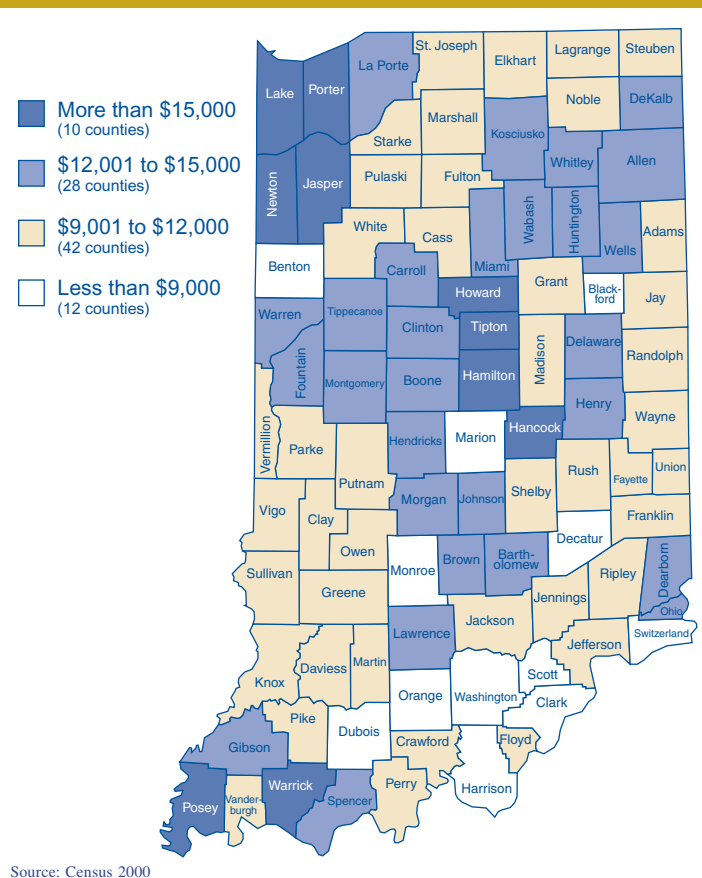 More than $15,000
(10 counties)
$12,001 to $15,000
(28 counties)
$9,001 to $12,000
(42 counties)
Less than $9,000
(12 counties)
St. Joseph
Elkhart
Lagrange
Steuben
La Porte
Lake
Porter
Noble
DeKalb
Marshall
Kosciusko
Starke
Whitley
Allen
Newton
Jasper
Pulaski
Fulton
White
Cass
Miami
Wabash
Huntington
Wells
Adams
Benton
Carroll
Howard
Grant
Black-
ford
Jay
Warren
Tippecanoe
Clinton
Tipton
Madison
Delaware
Randolph
Fountain
Montgomery
Boone
Hamilton
Henry
Wayne
Vermillion
Parke
Putnam
Hendricks
Marion
Hancock
Rush
Fayette
Union
Vigo
Clay
Morgan
Johnson
Shelby
Franklin
Decatur
Owen
Monroe
Brown
Barth-
olomew
Dearborn
Sullivan
Greene
Ripley
Jennings
Ohio
Jackson
Lawrence
Switzerland
Jefferson
Knox
Daviess
Martin
Scott
Orange
Washington
Clark
Pike
Dubois
Gibson
Crawford
Floyd
Harrison
Posey
Vander-
burgh
Warrick
Spencer
Perry
Source: Census 2000